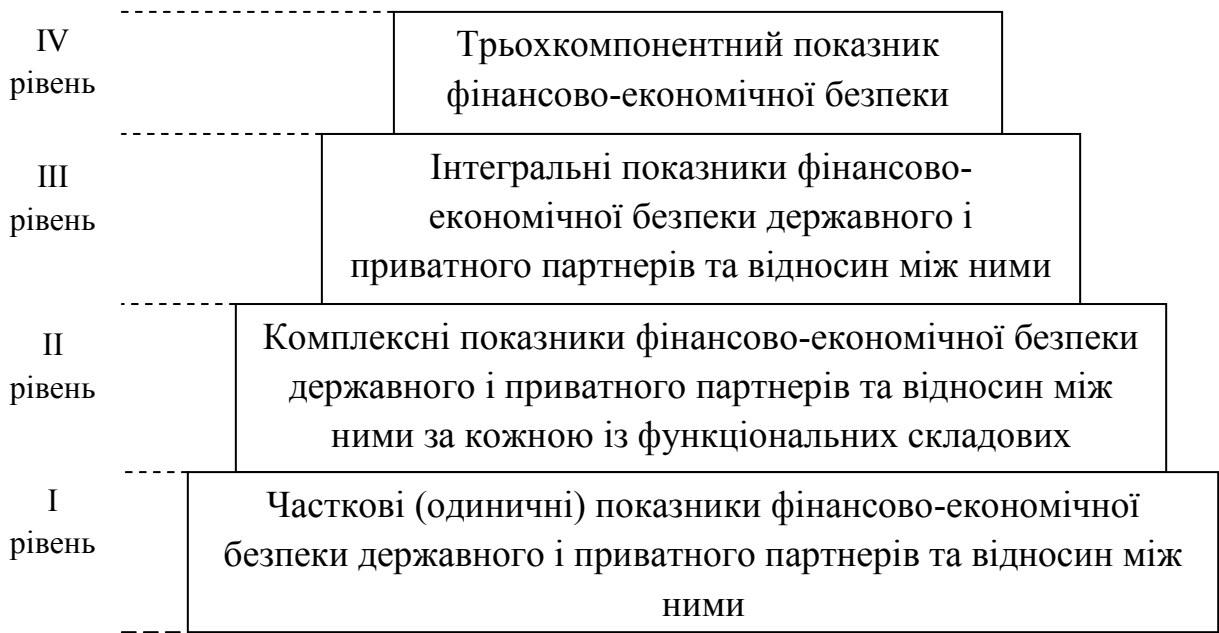 IV
рівень
Трьохкомпонентний показник
фінансово-економічної безпеки
III
рівень
Інтегральні показники фінансово-
економічної безпеки державного і
приватного партнерів та відносин між ними
II
рівень
Комплексні показники фінансово-економічної безпеки
державного і приватного партнерів та відносин між
ними за кожною із функціональних складових
I
рівень
Часткові (одиничні) показники фінансово-економічної
безпеки державного і приватного партнерів та відносин між
ними